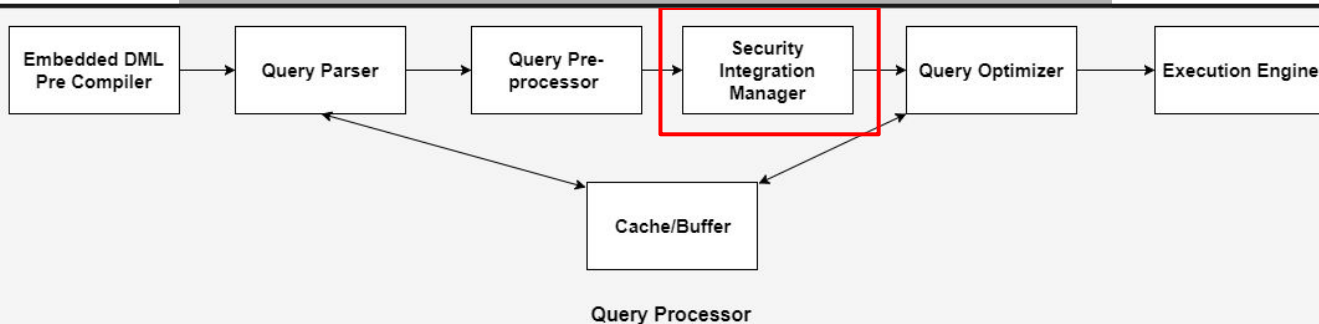 Embedded DML
Pre Compiler
Query Parser
Query Pre-
processor
Security
Integration
Manager
Query Optimizer
Execution Engine
Cache/Buffer
Query Processor